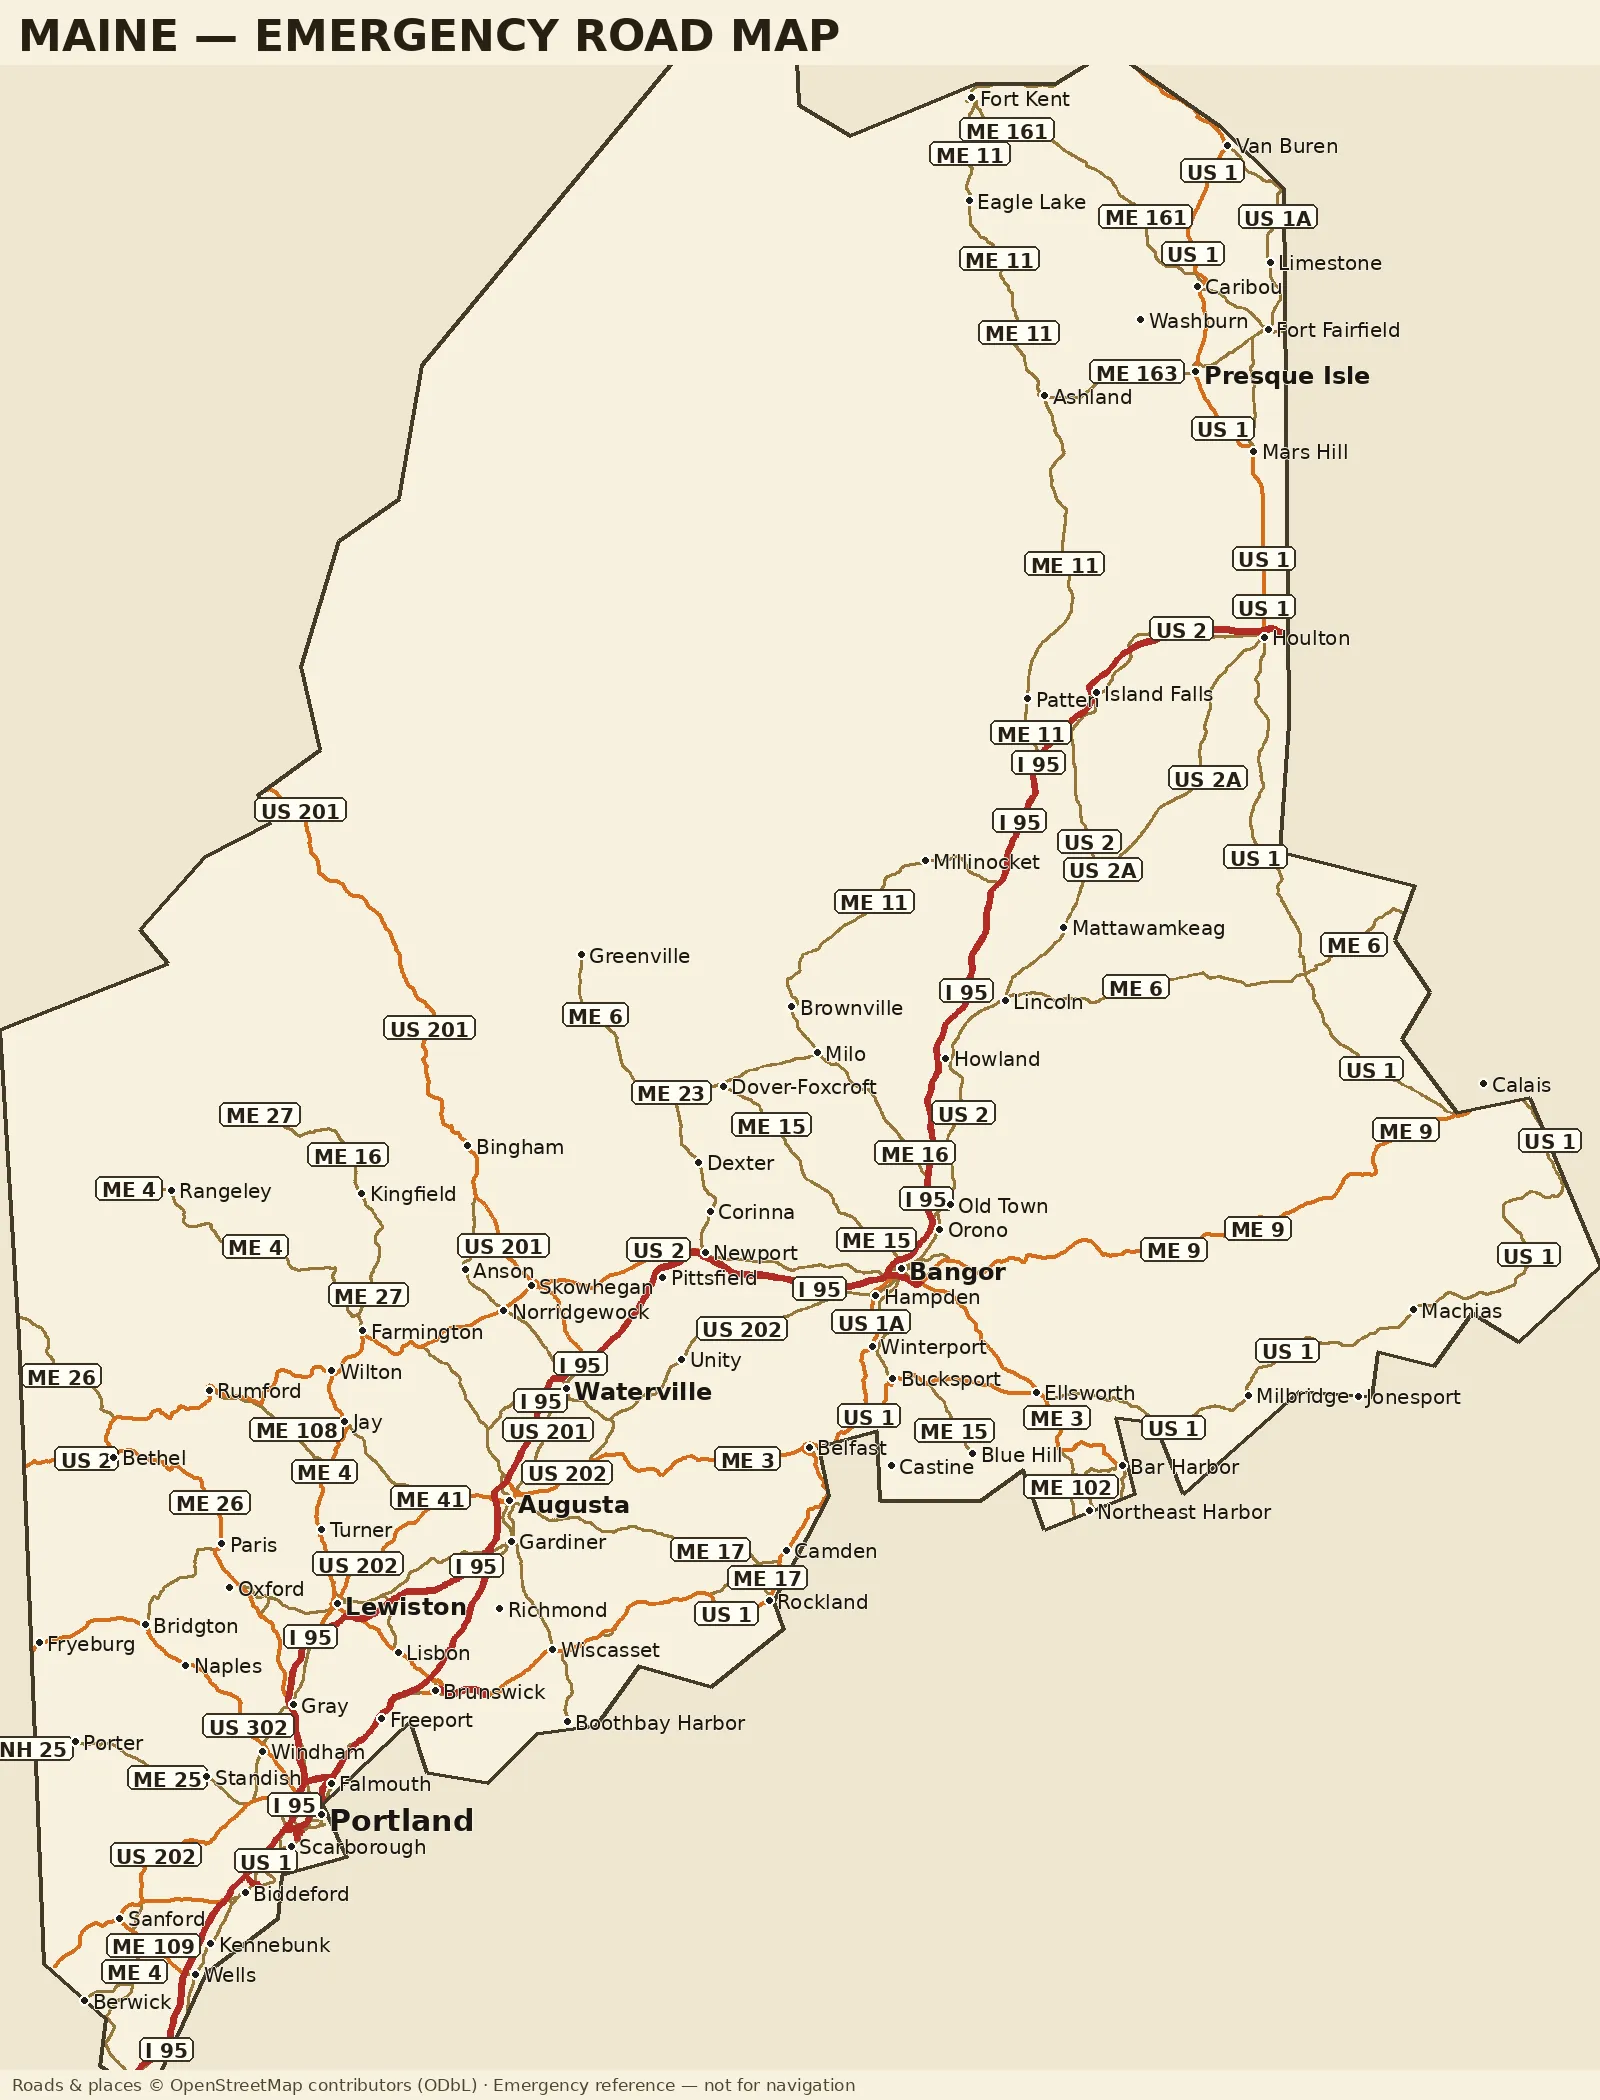 MAINE — EMERGENCY ROAD MAP
Fort Kent
ME 161
Van Buren
ME 11
US 1
Eagle Lake
ME 161
US 1A
US 1
ME 11
Limestone
Caribou
Washburn
Fort Fairfield
ME 11
ME 163
Presque Isle
Ashland
US 1
Mars Hill
US 1
ME 11
US 1
US 2
Houlton
Patten
Island Falls
ME 11
I 95
US 2A
US 201
I 95
US 2
US 1
Millinocket
US 2A
ME 11
Mattawamkeag
ME 6
Greenville
I 95
ME 6
Lincoln
Brownville
ME 6
US 201
Milo
Howland
US 1
Calais
ME 23
Dover-Foxcroft
ME 27
US 2
ME 15
ME 9
US 1
Bingham
ME 16
ME 16
Dexter
ME 4
Rangeley
Kingfield
I 95
Old Town
Corinna
Orono
ME 9
ME 4
US 201
US 2
Newport
ME 15
ME 9
US 1
Anson
Pittsfield
Bangor
Skowhegan
I 95
ME 27
Hampden
Norridgewock
Machias
US 202
US 1A
Farmington
Winterport
US 1
Unity
I 95
Wilton
ME 26
Bucksport
Rumford
Waterville
Ellsworth
Milbridge
Jonesport
I 95
US 1
ME 3
Jay
ME 108
US 201
ME 15
US 1
Belfast
US 2
Bethel
ME 3
Blue Hill
Castine
Bar Harbor
ME 4
US 202
ME 102
ME 26
ME 41
Augusta
Northeast Harbor
Turner
Paris
Gardiner
ME 17
Camden
US 202
I 95
ME 17
Oxford
Lewiston
Richmond
US 1
Rockland
Bridgton
I 95
Fryeburg
Lisbon
Wiscasset
Naples
Brunswick
Gray
Freeport
US 302
Boothbay Harbor
NH 25
Porter
Windham
ME 25
Standish
Falmouth
I 95
Portland
Scarborough
US 202
US 1
Biddeford
Sanford
ME 109
Kennebunk
ME 4
Wells
Berwick
I 95
Roads & places © OpenStreetMap contributors (ODbL) · Emergency reference — not for navigation